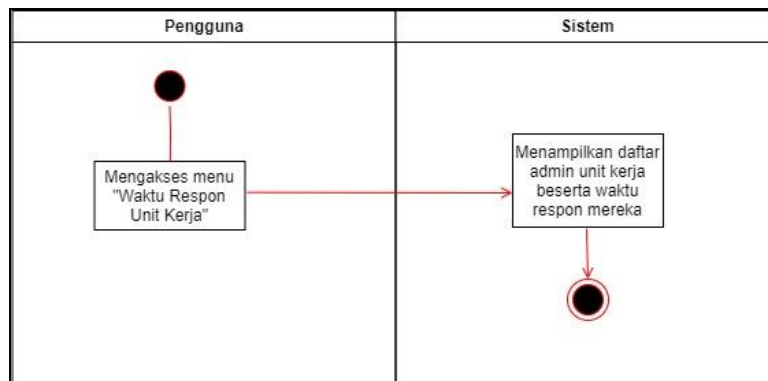 Pengguna
Sistem
Mengakses menu
"Waktu Respon
Unit Kerja"
Menampilkan daftar
admin unit kerja
beserta waktu
respon mereka